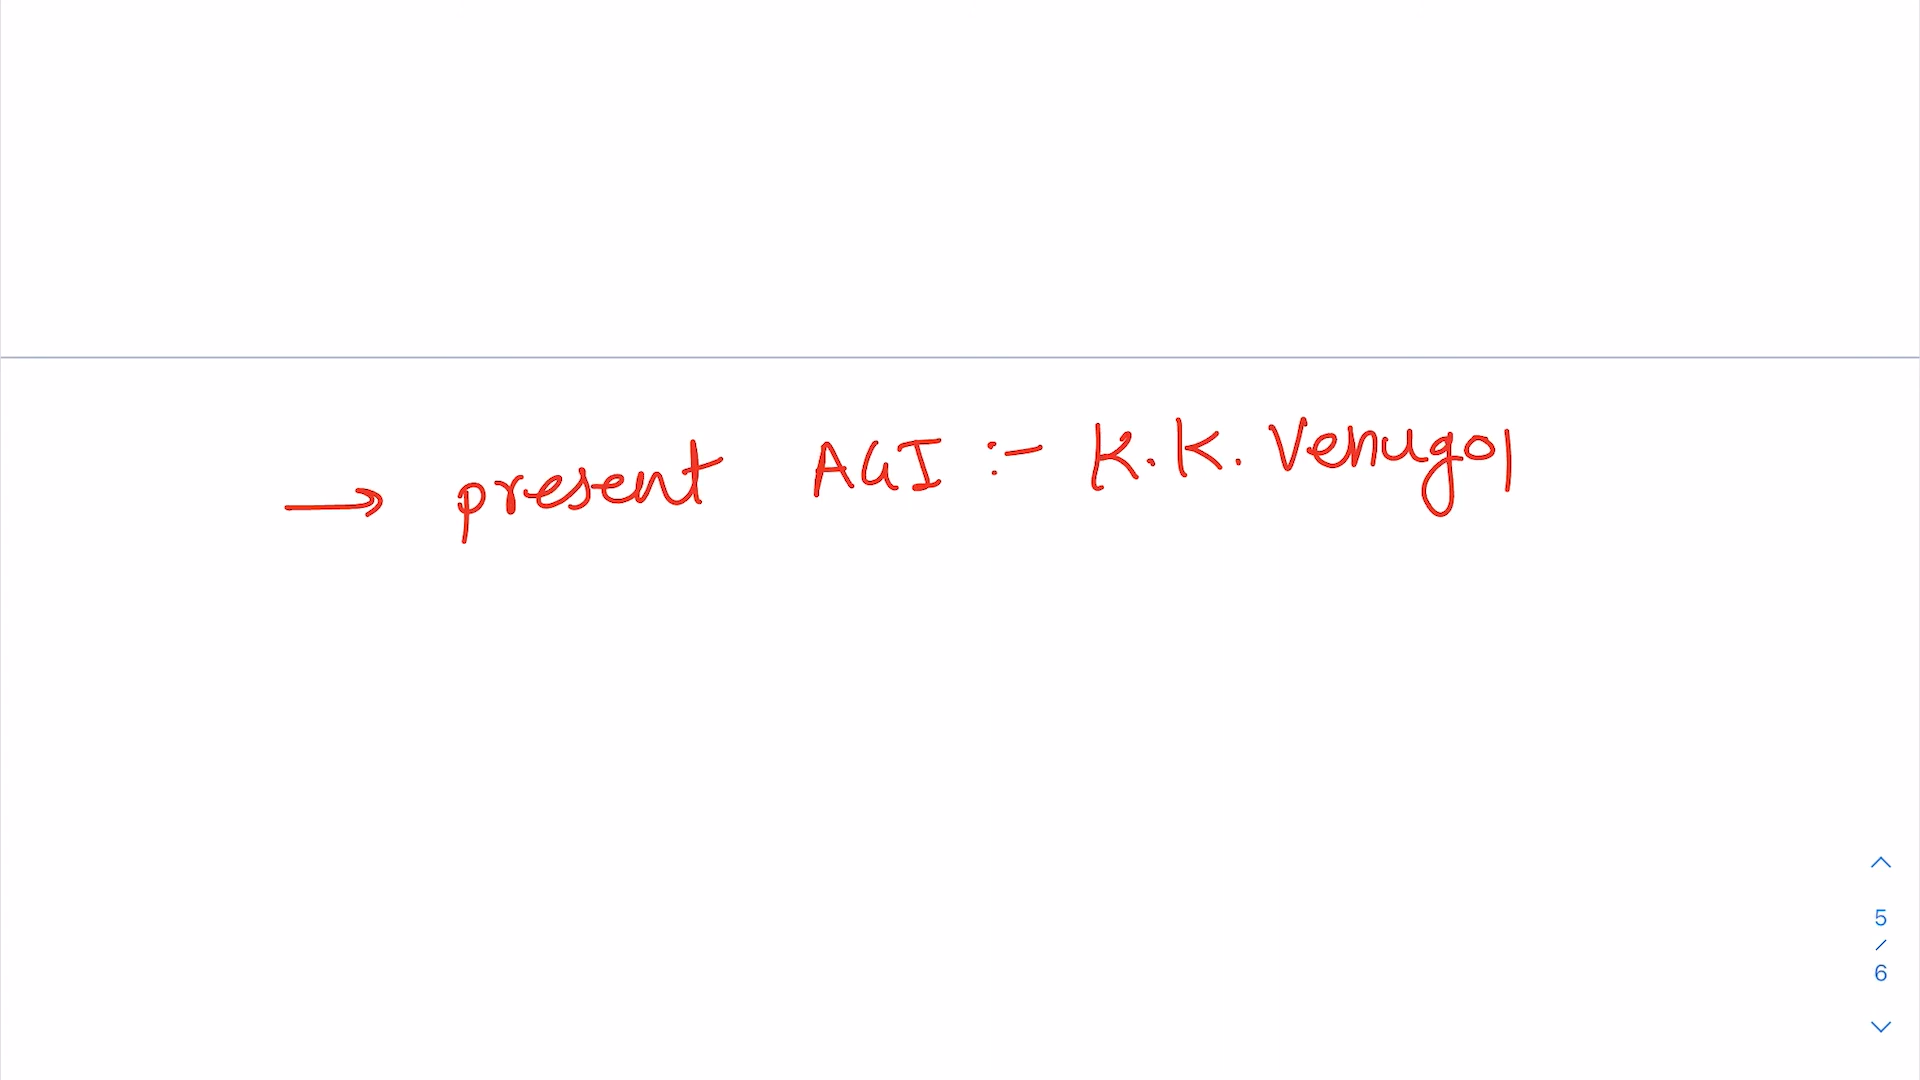 → present AGI :- K.K. Venugol
5
/
6